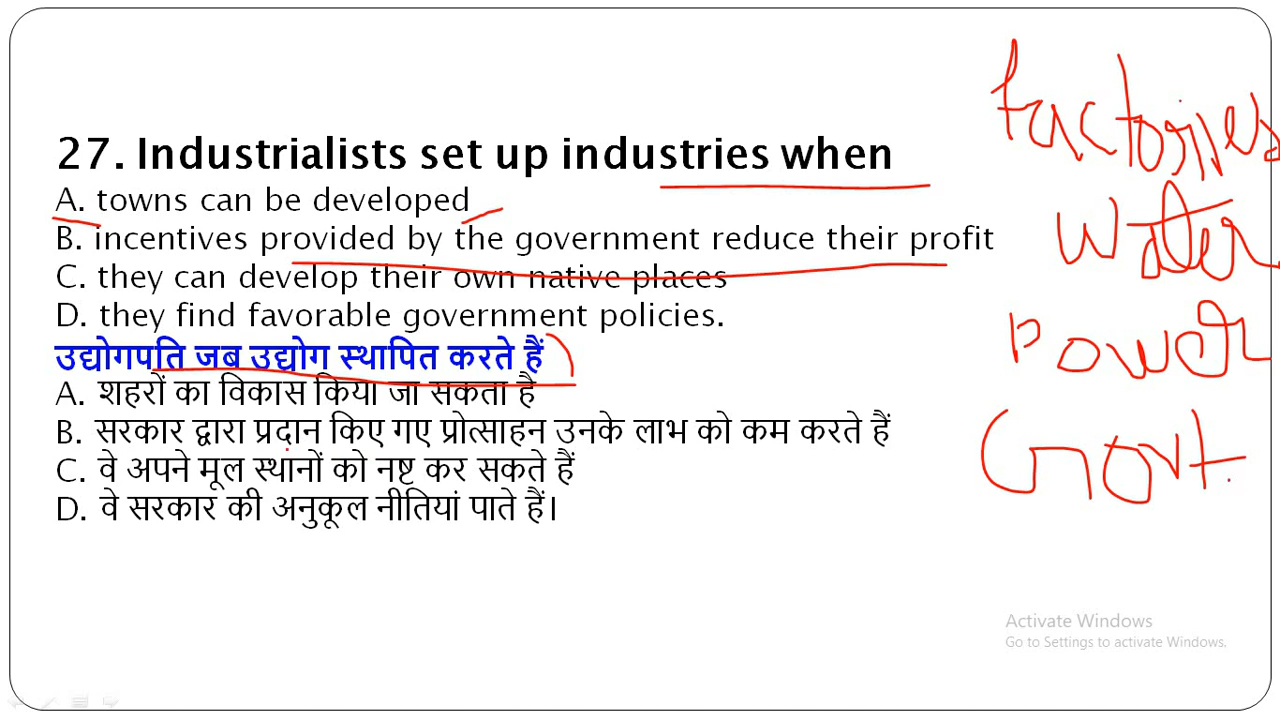 27. Industrialists set up industries when
A. towns can be developed
B. incentives provided by the government reduce their profit
C. they can develop their own native places
D. they find favorable government policies.
उद्योगपति जब उद्योग स्थापित करते हैं
A. शहरों का विकास किया जा सकता है
B. सरकार द्वारा प्रदान किए गए प्रोत्साहन उनके लाभ को कम करते हैं
C. वे अपने मूल स्थानों को नष्ट कर सकते हैं
D. वे सरकार की अनुकूल नीतियां पाते हैं।
factories
Water
Power
Govt.
Activate Windows
Go to Settings to activate Windows.